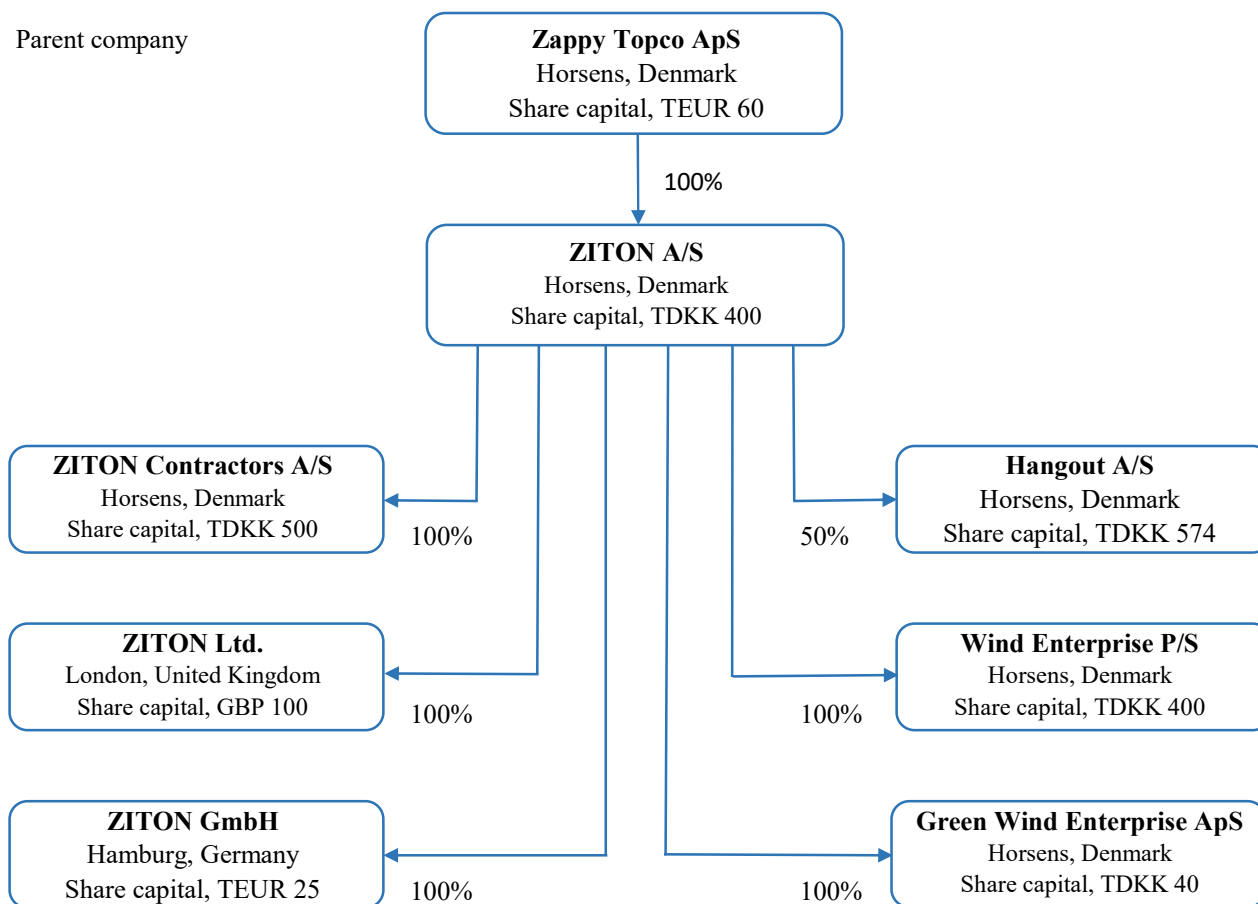 Parent company
Zappy Topco ApS
Horsens, Denmark
Share capital, TEUR 60
100%
ZITON A/S
Horsens, Denmark
Share capital, TDKK 400
ZITON Contractors A/S
Horsens, Denmark
Share capital, TDKK 500
100%
Hangout A/S
Horsens, Denmark
Share capital, TDKK 574
50%
ZITON Ltd.
London, United Kingdom
Share capital, GBP 100
100%
Wind Enterprise P/S
Horsens, Denmark
Share capital, TDKK 400
100%
ZITON GmbH
Hamburg, Germany
Share capital, TEUR 25
100%
Green Wind Enterprise ApS
Horsens, Denmark
Share capital, TDKK 40
100%